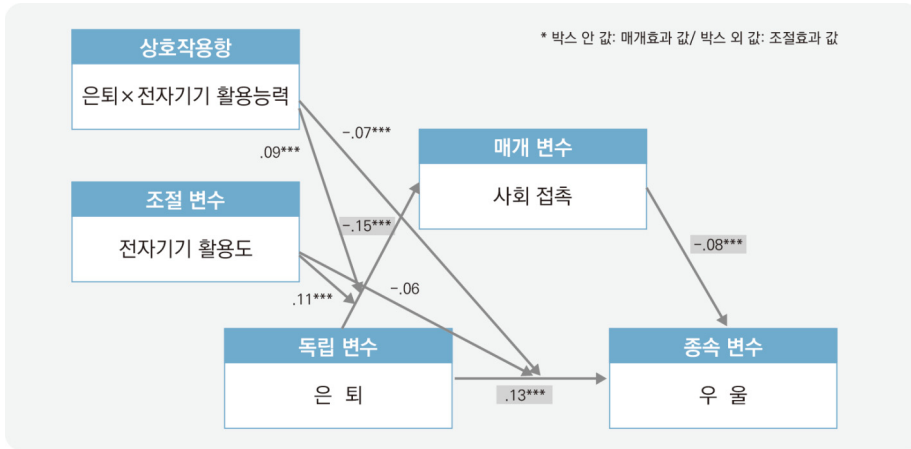 * 박스 안 값: 매개효과 값/ 박스 외 값: 조절효과 값
상호작용항
은퇴×전자기기 활용능력
-.07***
.09***
매개 변수
사회 접촉
조절 변수
전자기기 활용도
-.15***
-.08***
.11***
-.06
독립 변수
은 퇴
.13***
종속 변수
우 울